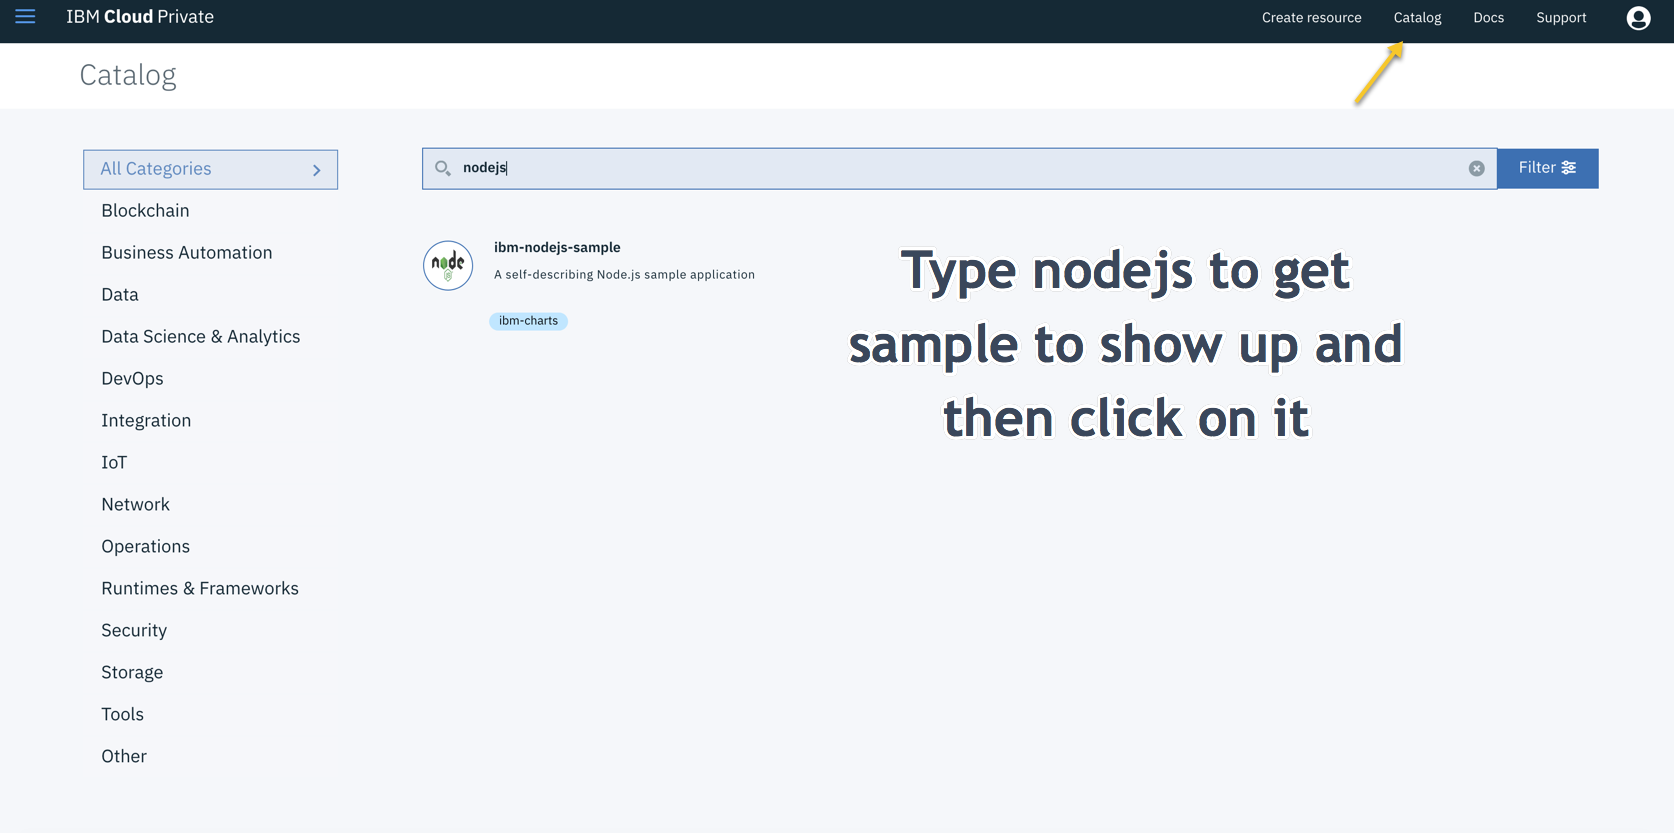 IBM Cloud Private
Create resource
Catalog
Docs
Support
Catalog
All Categories
nodejs
Filter
Blockchain
Business Automation
Data
Data Science & Analytics
DevOps
Integration
IoT
Network
Operations
Runtimes & Frameworks
Security
Storage
Tools
Other
node
JS
ibm-nodejs-sample
A self-describing Node.js sample application
ibm-charts
Type nodejs to get
sample to show up and
then click on it